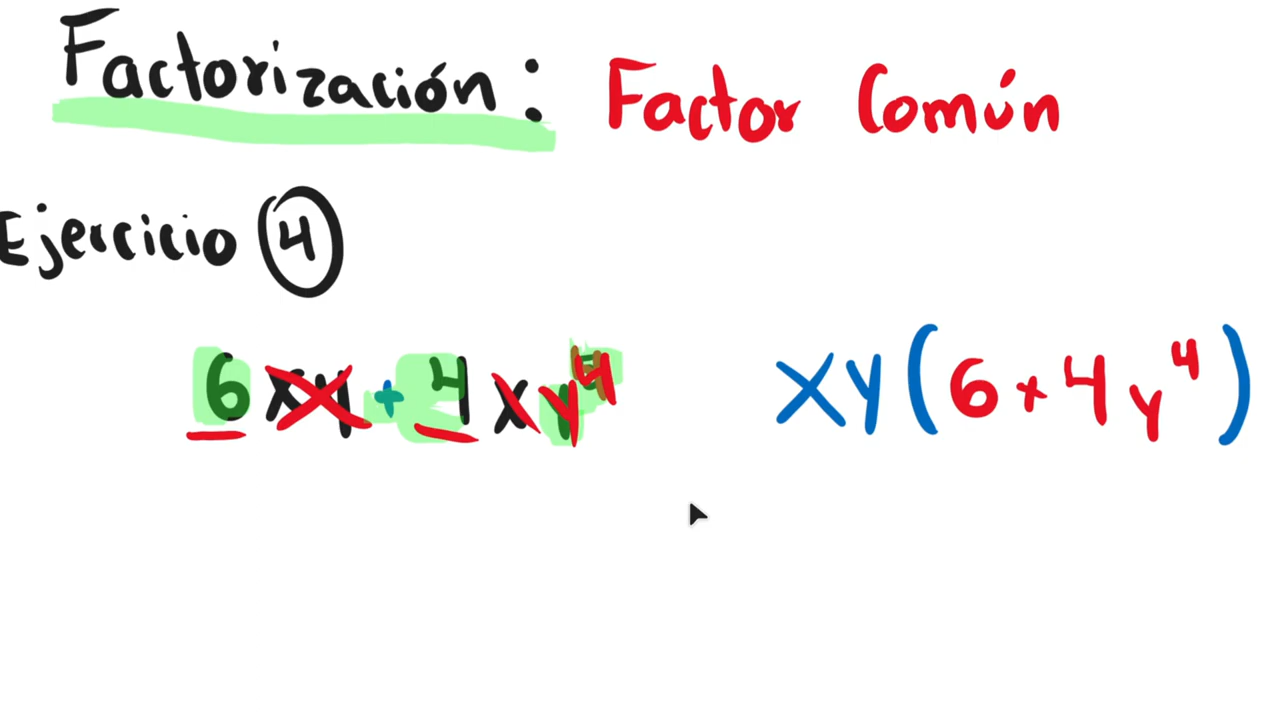 Factorización: Factor Común
Ejercicio 4
6xy + 4xy⁴ xy(6+4y⁴)